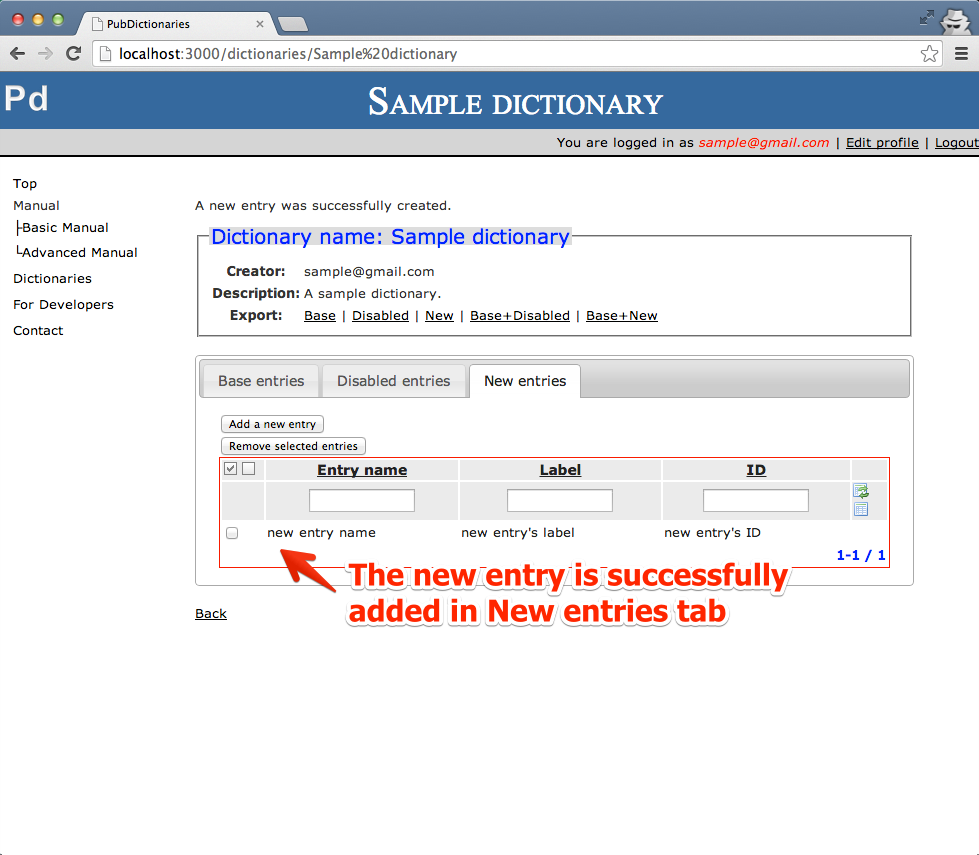 PubDictionaries
localhost:3000/dictionaries/Sample%20dictionary
Pd
SAMPLE DICTIONARY
You are logged in as sample@gmail.com | Edit profile | Logout
Top
Manual
├Basic Manual
└Advanced Manual
Dictionaries
For Developers
Contact
A new entry was successfully created.
Dictionary name: Sample dictionary
Creator: sample@gmail.com
Description: A sample dictionary.
Export: Base | Disabled | New | Base+Disabled | Base+New
Base entries Disabled entries New entries
Add a new entry
Remove selected entries
Entry name Label ID
new entry name new entry's label new entry's ID
1-1 / 1
The new entry is successfully
added in New entries tab
Back